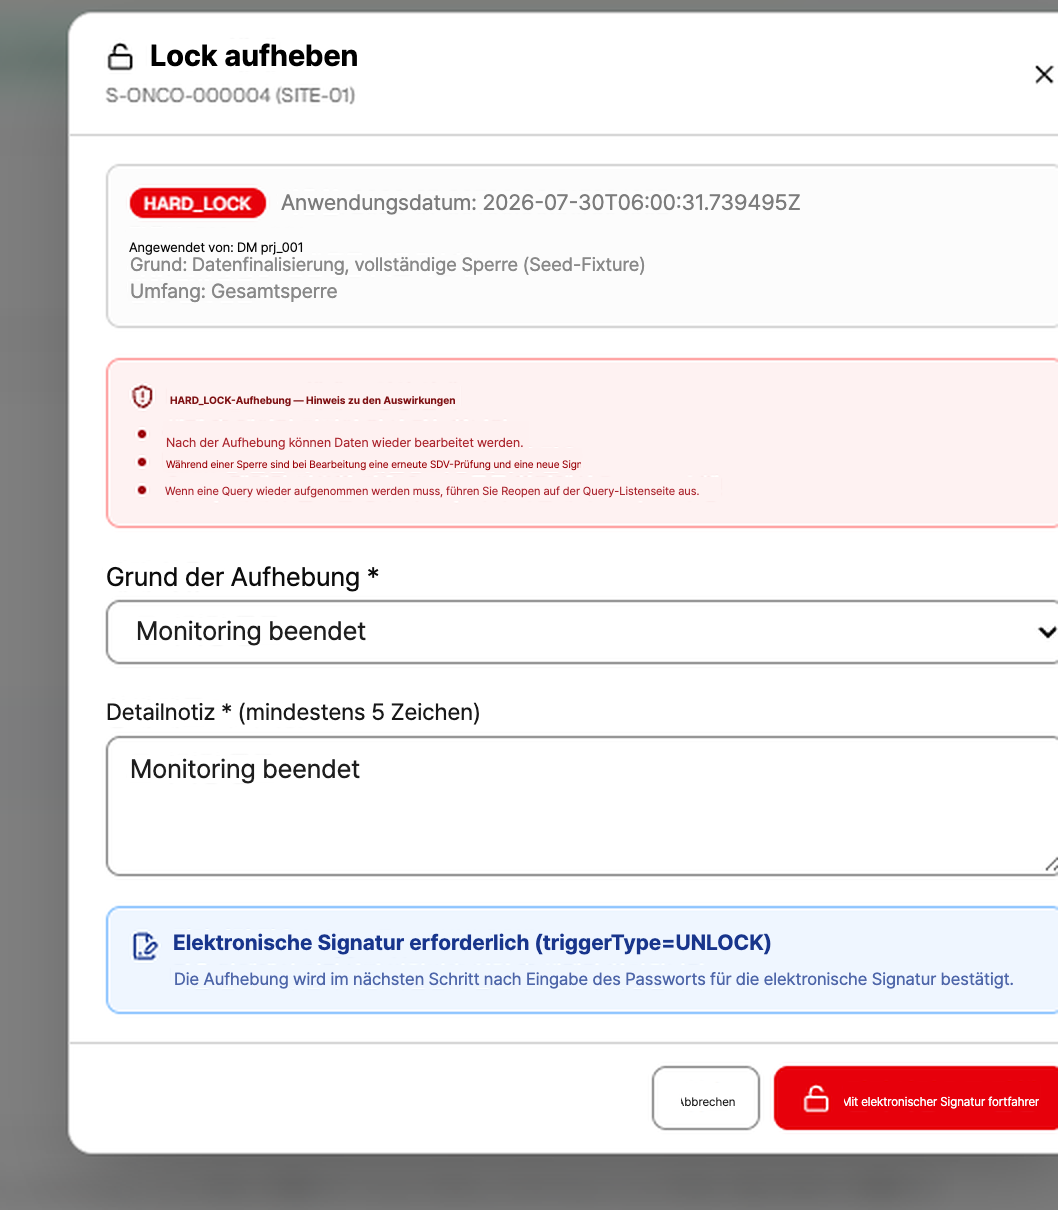 Lock aufheben
S-ONCO-000004 (SITE-01)
HARD_LOCK Anwendungsdatum: 2026-07-30T06:00:31.739495Z
Angewendet von: DM prj_001
Grund: Datenfinalisierung, vollständige Sperre (Seed-Fixture)
Umfang: Gesamtsperre
HARD_LOCK-Aufhebung — Hinweis zu den Auswirkungen
Nach der Aufhebung können Daten wieder bearbeitet werden.
Während einer Sperre sind bei Bearbeitung eine erneute SDV-Prüfung und eine neue
Wenn eine Query wieder aufgenommen werden muss, führen Sie Reopen auf der Query-Listenseite aus.
Grund der Aufhebung *
Monitoring beendet
Detailnotiz * (mindestens 5 Zeichen)
Monitoring beendet
Elektronische Signatur erforderlich (triggerType=UNLOCK)
Die Aufhebung wird im nächsten Schritt nach Eingabe des Passworts für die elektronische Signatur bestätigt.
Abbrechen
Mit elektronischer Signatur fortfahren